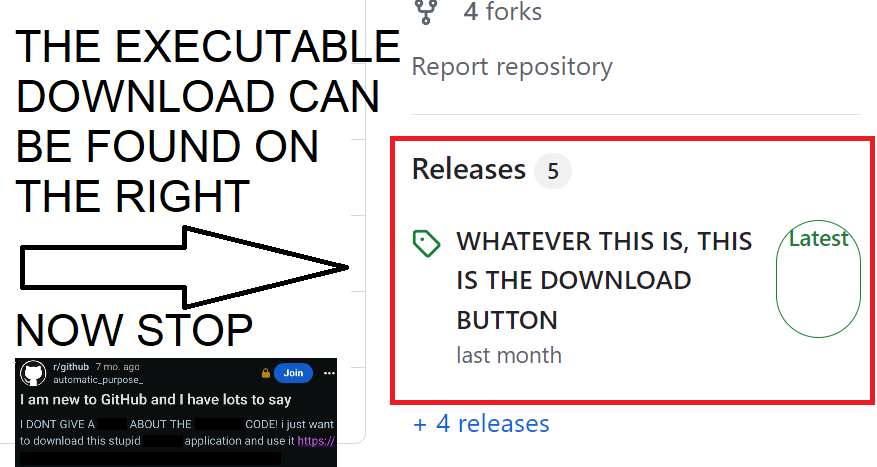 THE EXECUTABLE
DOWNLOAD CAN
BE FOUND ON
THE RIGHT
NOW STOP
r/github 7 mo. ago
automatic_purpose_
Join
I am new to GitHub and I have lots to say
I DONT GIVE A ABOUT THE CODE! i just want
to download this stupid application and use it https://
4 forks
Report repository
Releases 5
WHATEVER THIS IS, THIS
IS THE DOWNLOAD
BUTTON
Latest
last month
+ 4 releases